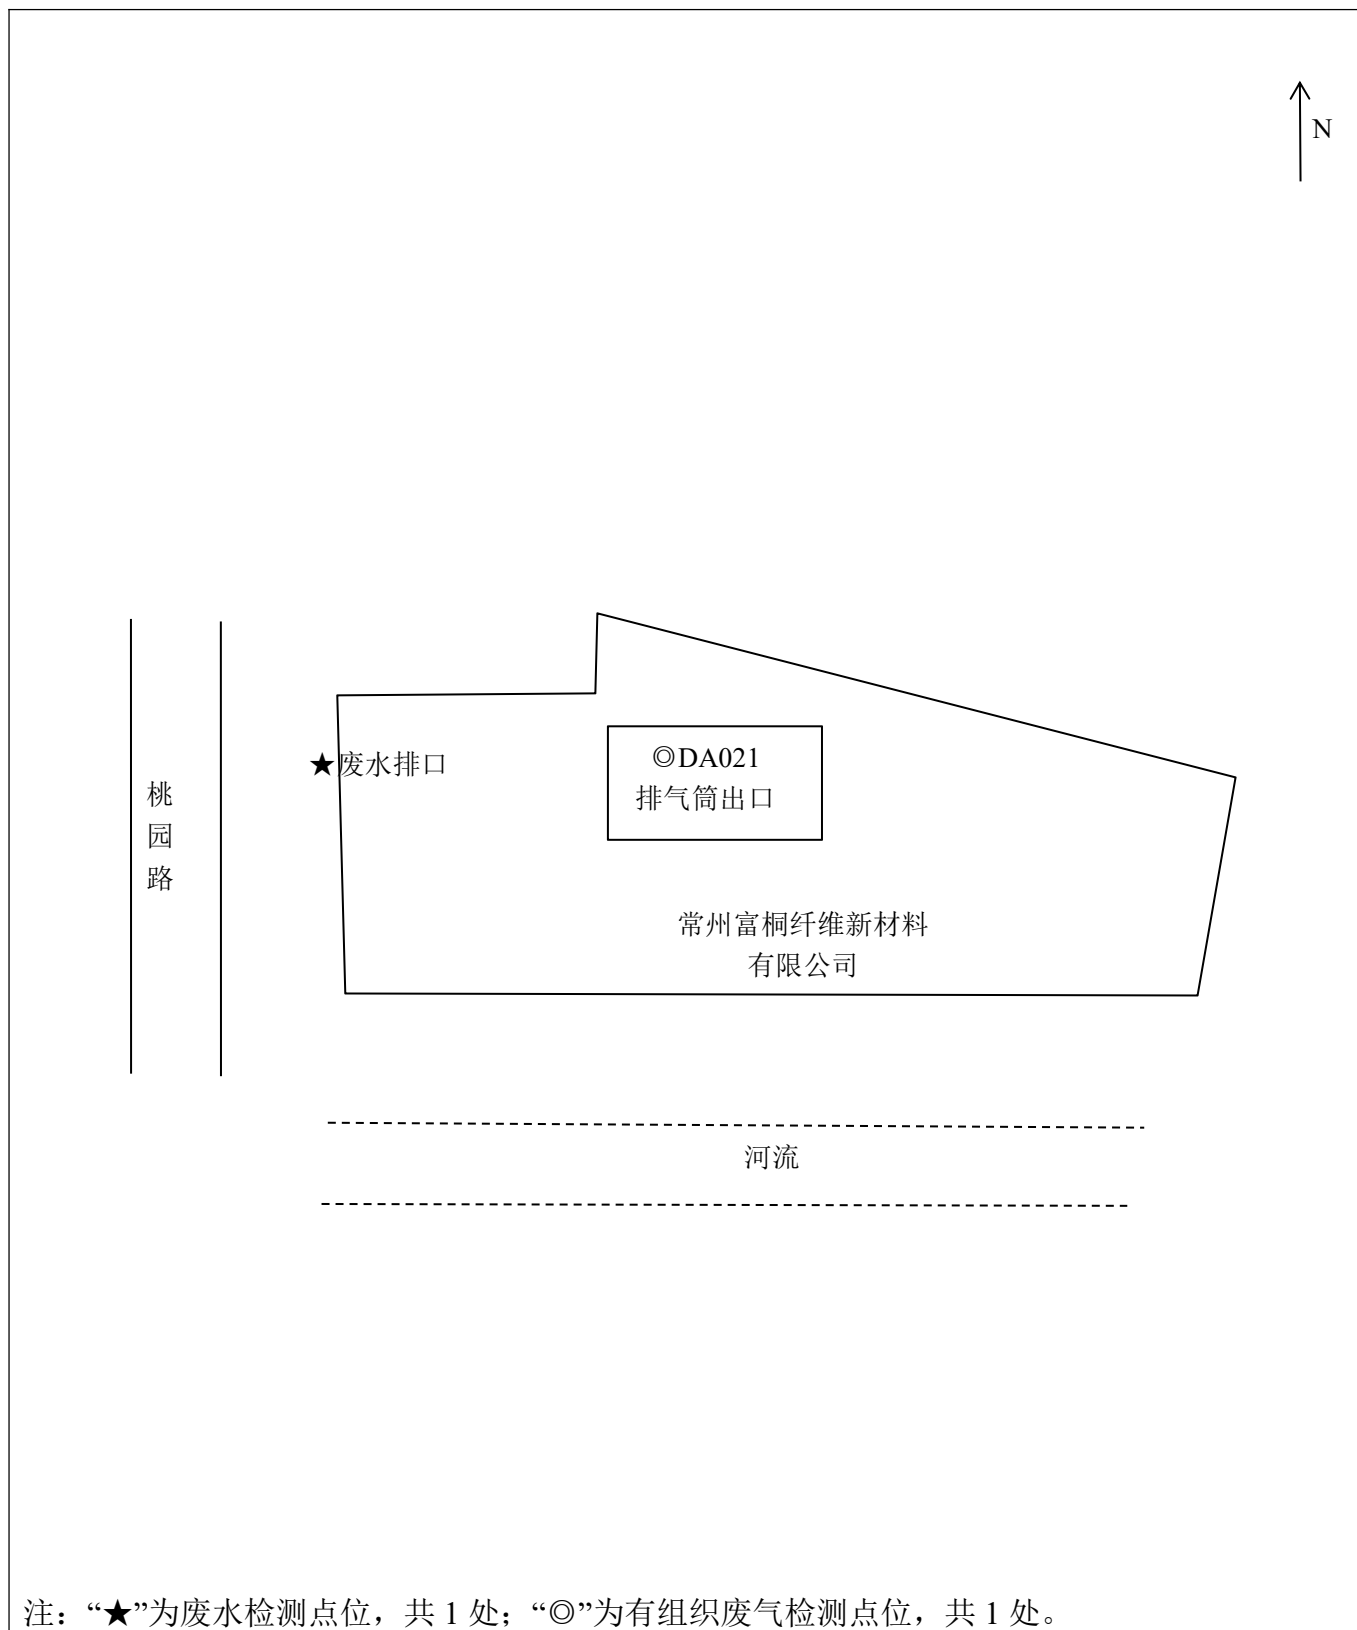 N
★废水排口
◎DA021
排气筒出口
桃
园
路
常州富桐纤维新材料
有限公司
河流
注：“★”为废水检测点位，共 1 处；“◎”为有组织废气检测点位，共 1 处。